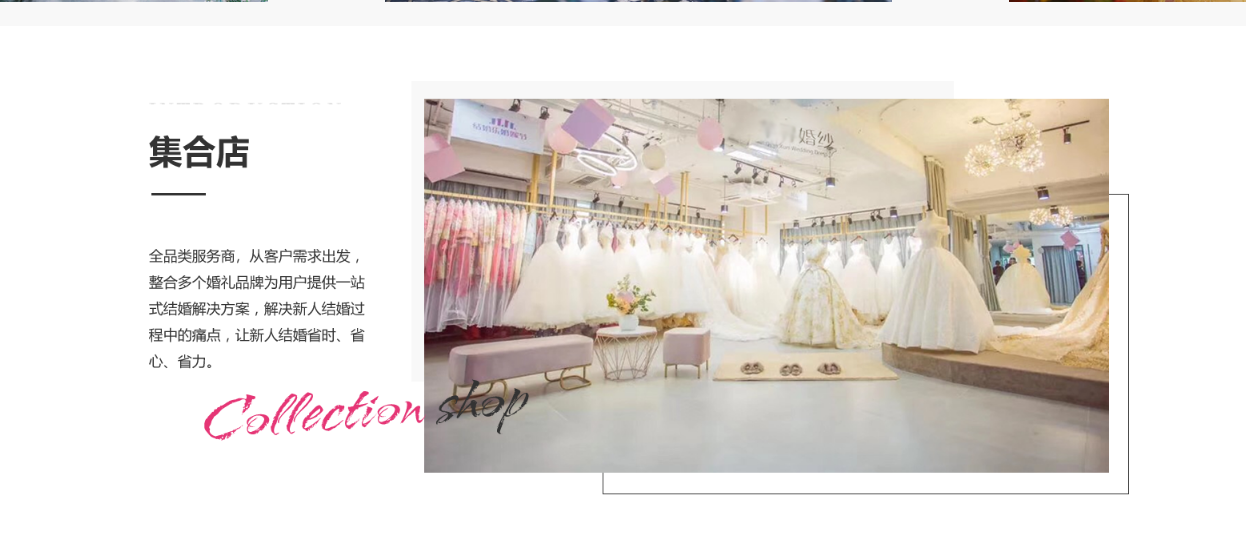 集合店
全品类服务商，从客户需求出发，
整合多个婚礼品牌为用户提供一站
式结婚解决方案，解决新人结婚过
程中的痛点，让新人结婚省时、省
心、省力。
Collection shop
婚纱